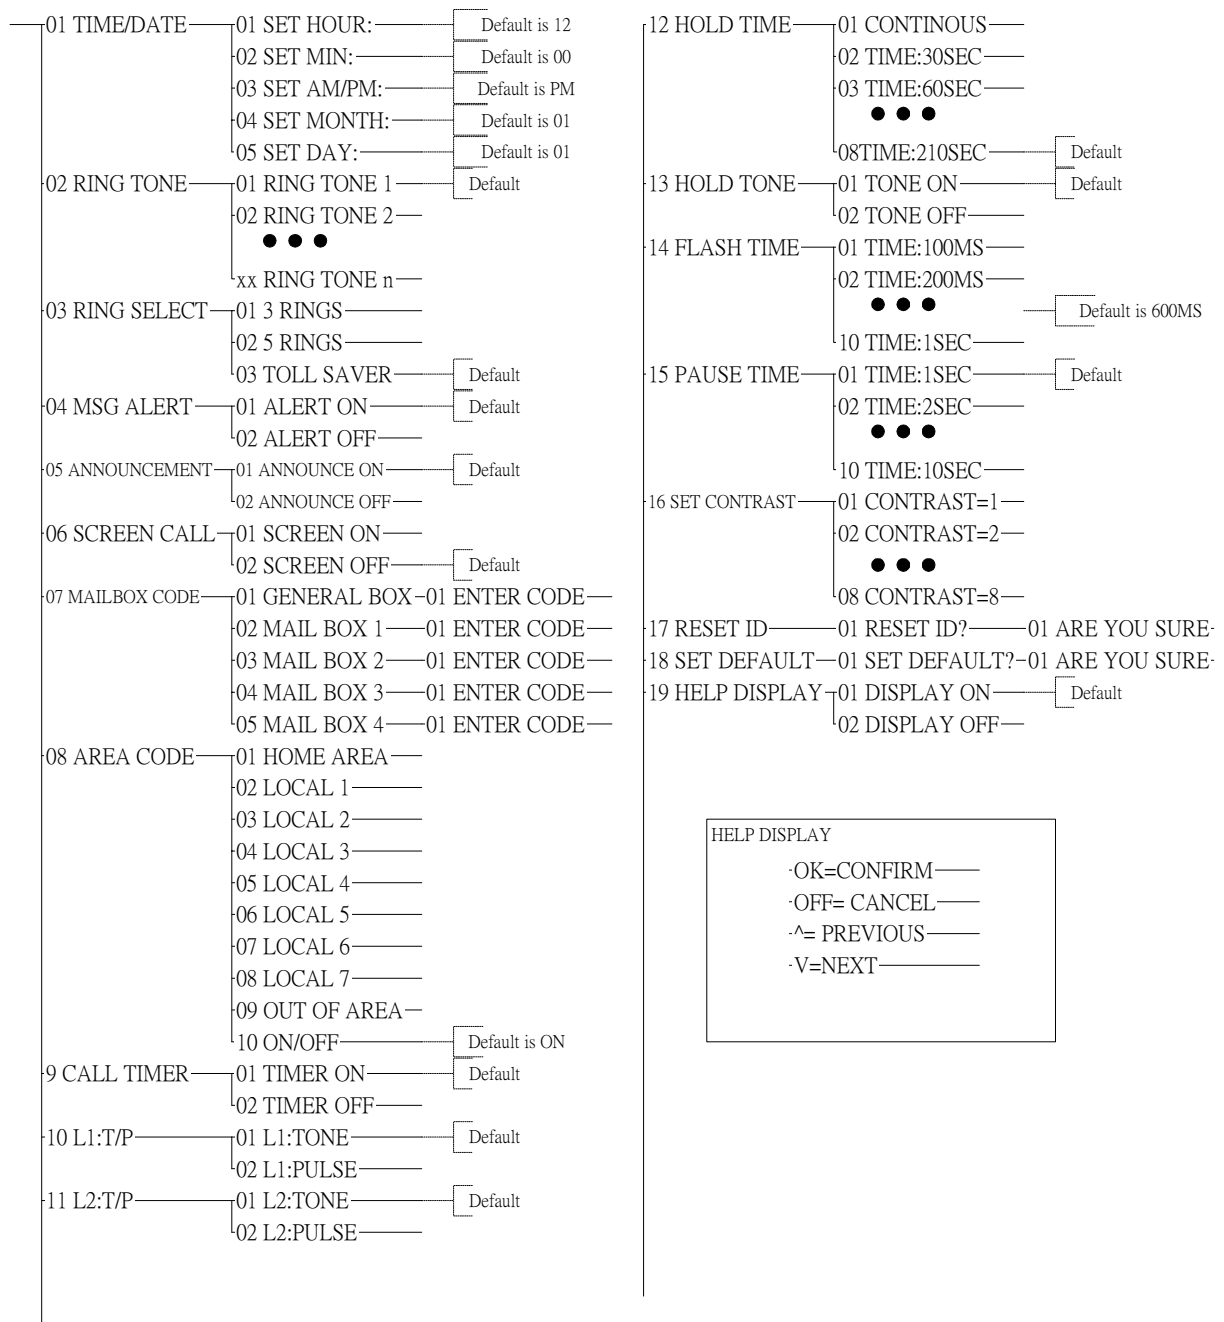 01 TIME/DATE
01 SET HOUR: Default is 12
02 SET MIN: Default is 00
03 SET AM/PM: Default is PM
04 SET MONTH: Default is 01
05 SET DAY: Default is 01
02 RING TONE
01 RING TONE 1 Default
02 RING TONE 2
● ● ●
xx RING TONE n
03 RING SELECT
01 3 RINGS
02 5 RINGS
03 TOLL SAVER Default
04 MSG ALERT
01 ALERT ON Default
02 ALERT OFF
05 ANNOUNCEMENT
01 ANNOUNCE ON Default
02 ANNOUNCE OFF
06 SCREEN CALL
01 SCREEN ON
02 SCREEN OFF Default
07 MAILBOX CODE
01 GENERAL BOX 01 ENTER CODE
02 MAIL BOX 1 01 ENTER CODE
03 MAIL BOX 2 01 ENTER CODE
04 MAIL BOX 3 01 ENTER CODE
05 MAIL BOX 4 01 ENTER CODE
08 AREA CODE
01 HOME AREA
02 LOCAL 1
03 LOCAL 2
04 LOCAL 3
05 LOCAL 4
06 LOCAL 5
07 LOCAL 6
08 LOCAL 7
09 OUT OF AREA
10 ON/OFF Default is ON
9 CALL TIMER
01 TIMER ON Default
02 TIMER OFF
10 L1:T/P
01 L1:TONE Default
02 L1:PULSE
11 L2:T/P
01 L2:TONE Default
02 L2:PULSE
12 HOLD TIME
01 CONTINOUS
02 TIME:30SEC
03 TIME:60SEC
● ● ●
08TIME:210SEC Default
13 HOLD TONE
01 TONE ON Default
02 TONE OFF
14 FLASH TIME
01 TIME:100MS
02 TIME:200MS
● ● ●
Default is 600MS
10 TIME:1SEC
15 PAUSE TIME
01 TIME:1SEC Default
02 TIME:2SEC
● ● ●
10 TIME:10SEC
16 SET CONTRAST
01 CONTRAST=1
02 CONTRAST=2
● ● ●
08 CONTRAST=8
17 RESET ID 01 RESET ID? 01 ARE YOU SURE
18 SET DEFAULT 01 SET DEFAULT? 01 ARE YOU SURE
19 HELP DISPLAY
01 DISPLAY ON Default
02 DISPLAY OFF
HELP DISPLAY
OK=CONFIRM
OFF= CANCEL
^= PREVIOUS
V=NEXT